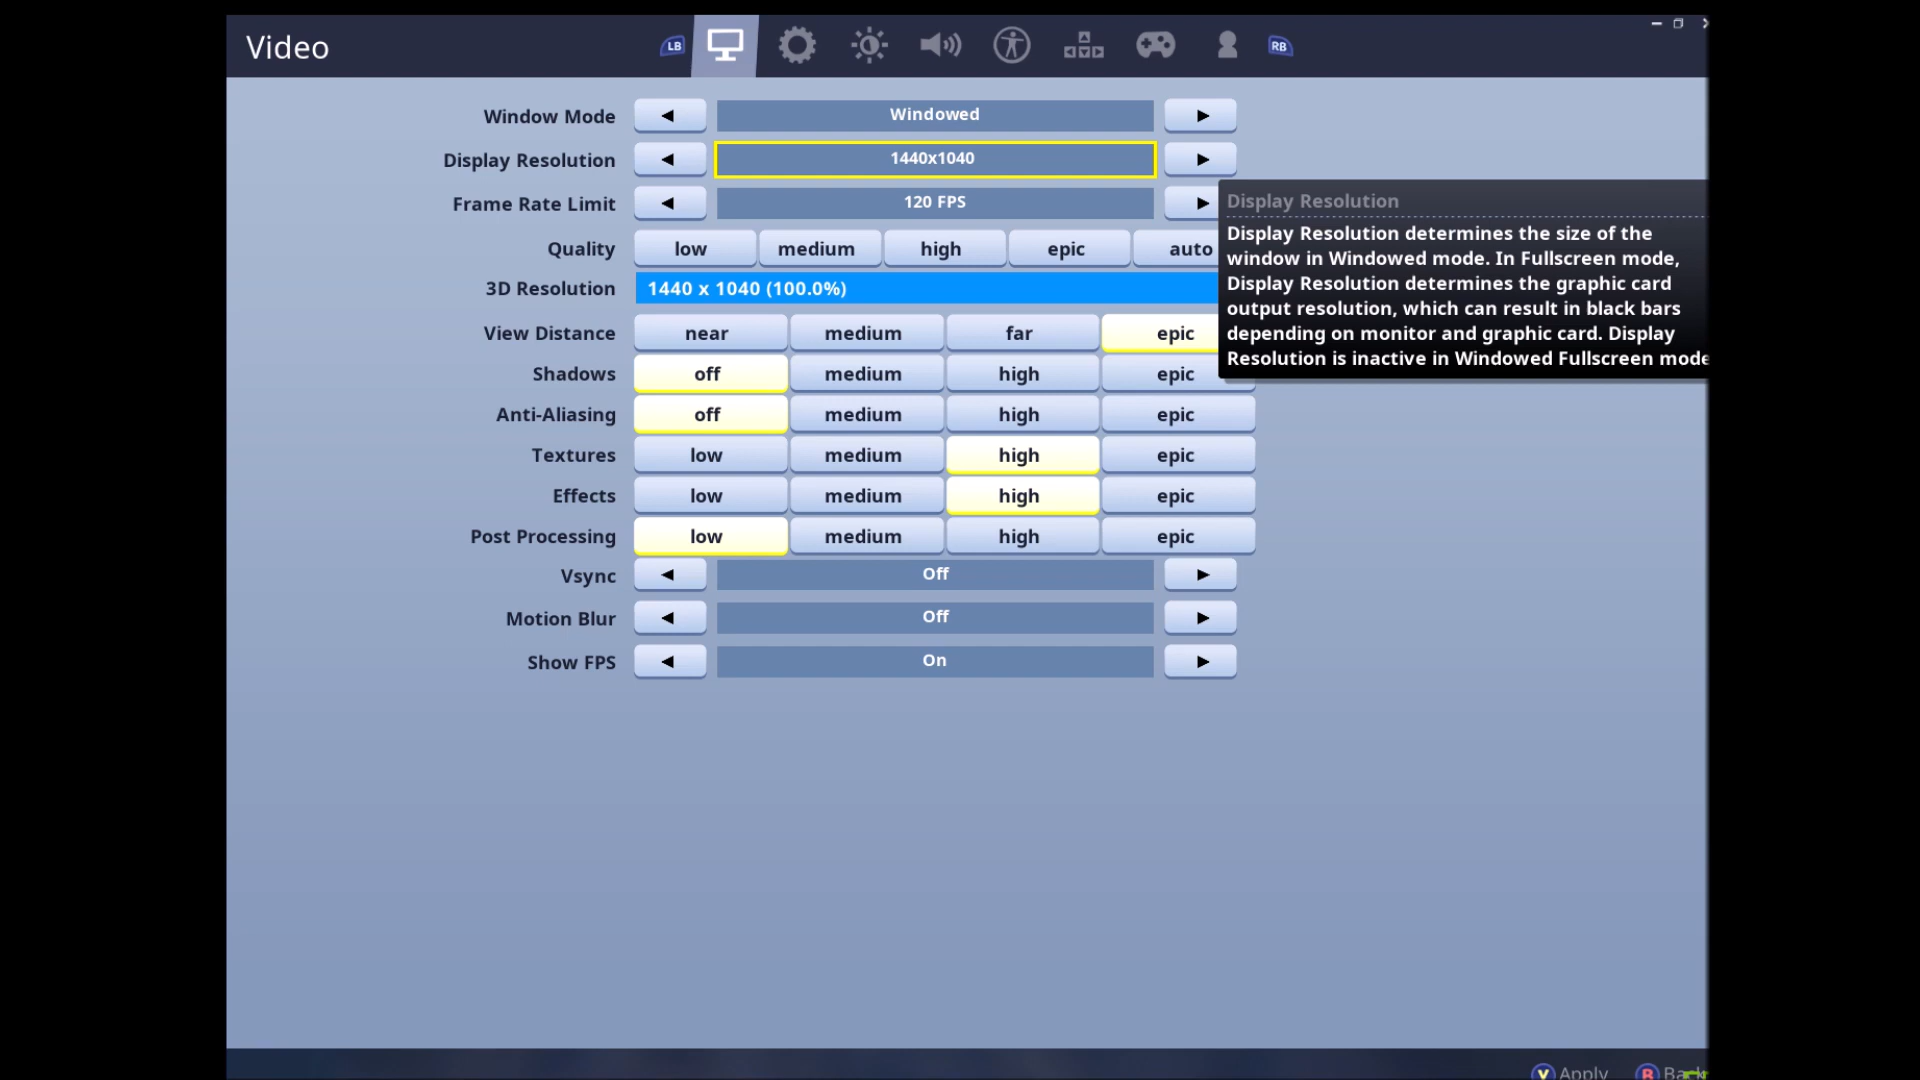 Video
LB
RB
Window Mode ◀ Windowed ▶
Display Resolution ◀ 1440x1040 ▶
Frame Rate Limit ◀ 120 FPS ▶
Quality low medium high epic auto
3D Resolution 1440 x 1040 (100.0%)
View Distance near medium far epic
Shadows off medium high epic
Anti-Aliasing off medium high epic
Textures low medium high epic
Effects low medium high epic
Post Processing low medium high epic
Vsync ◀ Off ▶
Motion Blur ◀ Off ▶
Show FPS ◀ On ▶
Display Resolution
Display Resolution determines the size of the
window in Windowed mode. In Fullscreen mode,
Display Resolution determines the graphic card
output resolution, which can result in black bars
depending on monitor and graphic card. Display
Resolution is inactive in Windowed Fullscreen mode
Y Apply B Back